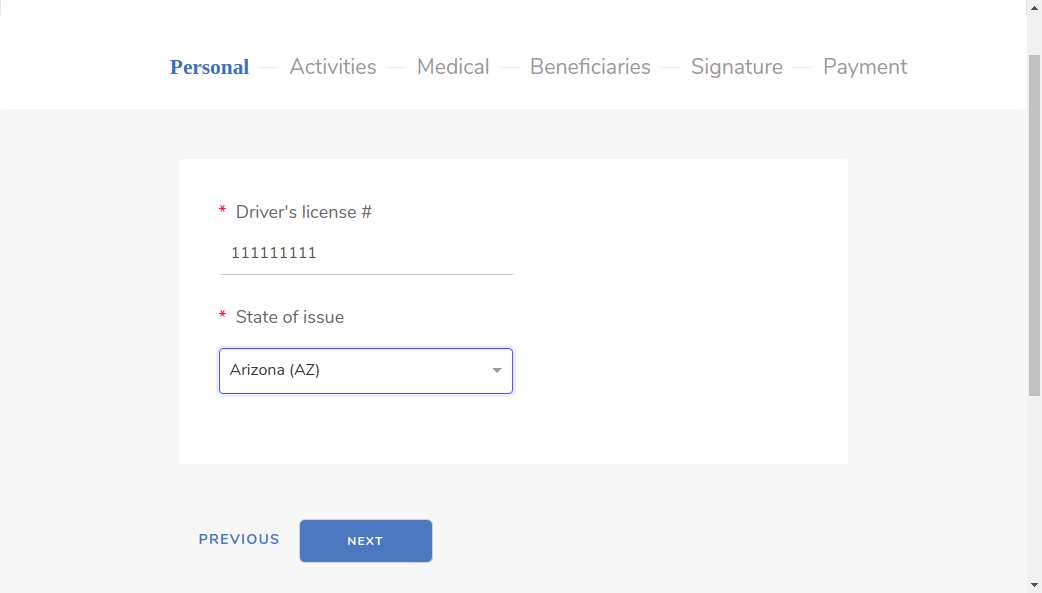 Personal Activities Medical Beneficiaries Signature Payment
* Driver's license #
111111111
* State of issue
Arizona (AZ)
PREVIOUS NEXT